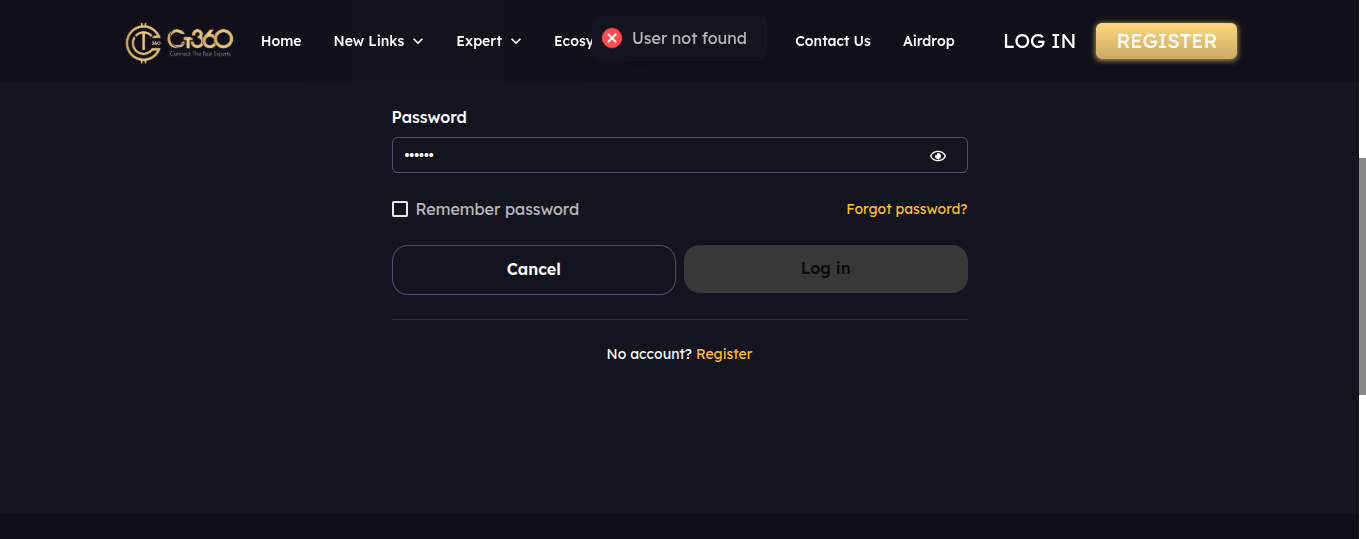 CT360
Connect The Real Experts
Home
New Links
Expert
Ecosy
User not found
Contact Us
Airdrop
LOG IN
REGISTER
Password
••••••
Remember password
Forgot password?
Cancel
Log in
No account? Register